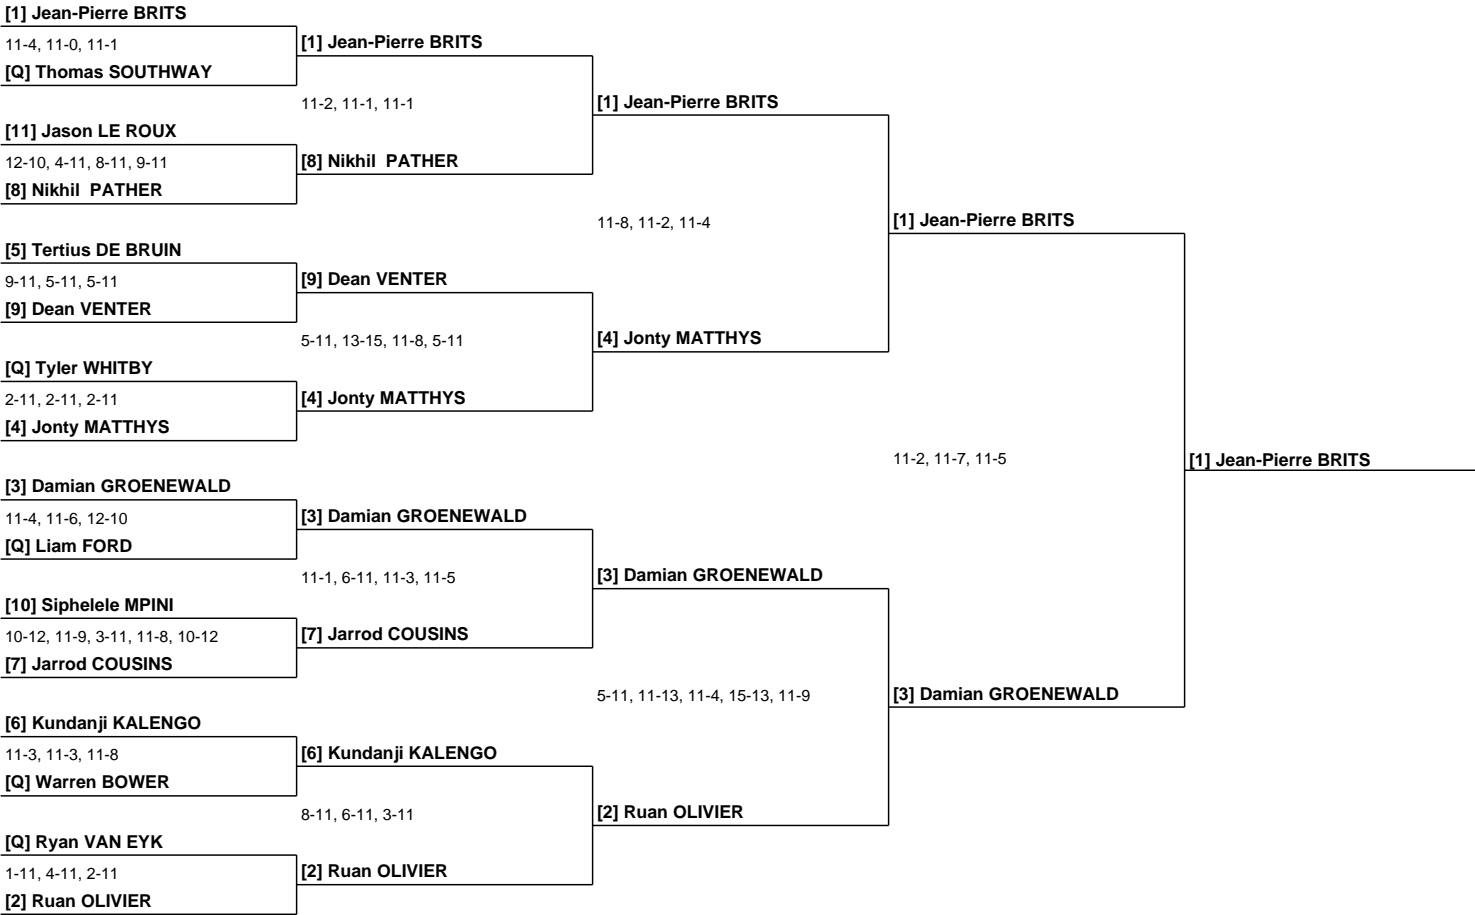 [1] Jean-Pierre BRITS
11-4, 11-0, 11-1
[1] Jean-Pierre BRITS
[Q] Thomas SOUTHWAY
11-2, 11-1, 11-1
[1] Jean-Pierre BRITS
[11] Jason LE ROUX
12-10, 4-11, 8-11, 9-11
[8] Nikhil  PATHER
[8] Nikhil  PATHER
11-8, 11-2, 11-4
[1] Jean-Pierre BRITS
[5] Tertius DE BRUIN
9-11, 5-11, 5-11
[9] Dean VENTER
[9] Dean VENTER
5-11, 13-15, 11-8, 5-11
[4] Jonty MATTHYS
[Q] Tyler WHITBY
2-11, 2-11, 2-11
[4] Jonty MATTHYS
[4] Jonty MATTHYS
11-2, 11-7, 11-5
[1] Jean-Pierre BRITS
[3] Damian GROENEWALD
11-4, 11-6, 12-10
[3] Damian GROENEWALD
[Q] Liam FORD
11-1, 6-11, 11-3, 11-5
[3] Damian GROENEWALD
[10] Siphelele MPINI
10-12, 11-9, 3-11, 11-8, 10-12
[7] Jarrod COUSINS
[7] Jarrod COUSINS
5-11, 11-13, 11-4, 15-13, 11-9
[3] Damian GROENEWALD
[6] Kundanji KALENGO
11-3, 11-3, 11-8
[6] Kundanji KALENGO
[Q] Warren BOWER
8-11, 6-11, 3-11
[2] Ruan OLIVIER
[Q] Ryan VAN EYK
1-11, 4-11, 2-11
[2] Ruan OLIVIER
[2] Ruan OLIVIER